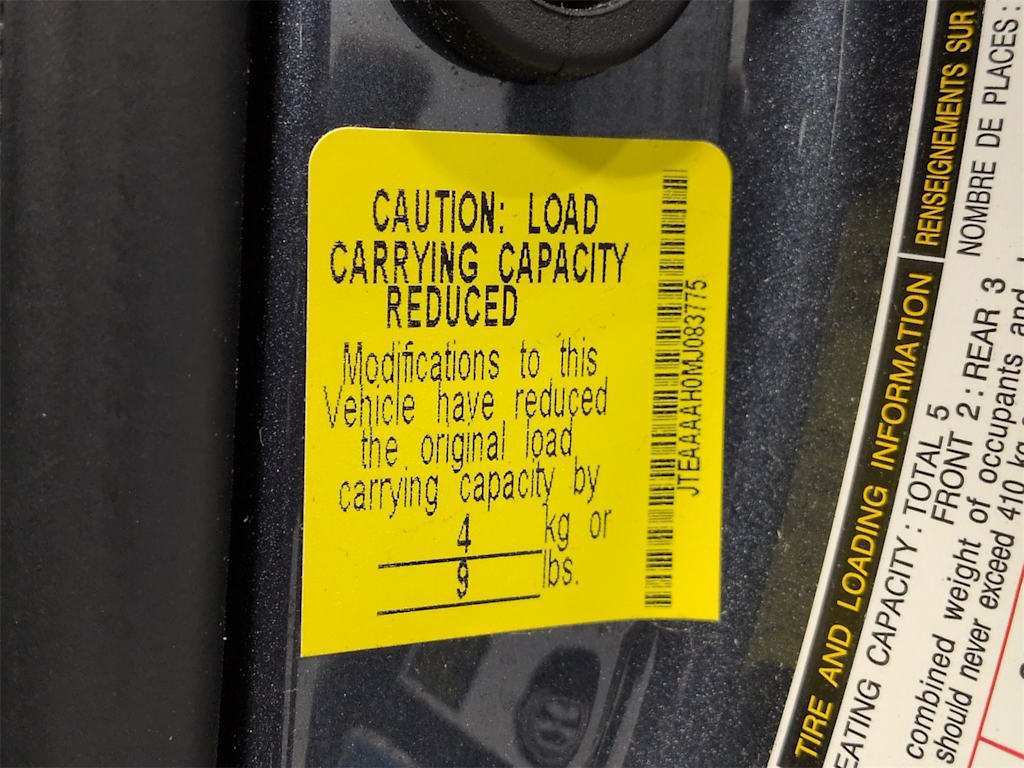 CAUTION: LOAD
CARRYING CAPACITY
REDUCED
Modifications to this
Vehicle have reduced
the original load
carrying capacity by
4 kg or
9 lbs.
JTEAAAAH0MJ083775
TIRE AND LOADING INFORMATION
RENSEIGNEMENTS SUR
EATING CAPACITY : TOTAL 5
FRONT 2 : REAR 3
NOMBRE DE PLACES :
combined weight of occupants and
should never exceed 410 kg